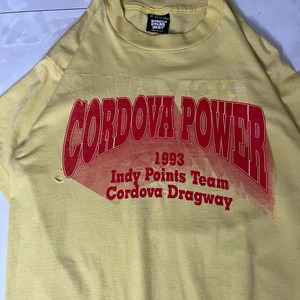 CORDOVA POWER
1993
Indy Points Team
Cordova Dragway